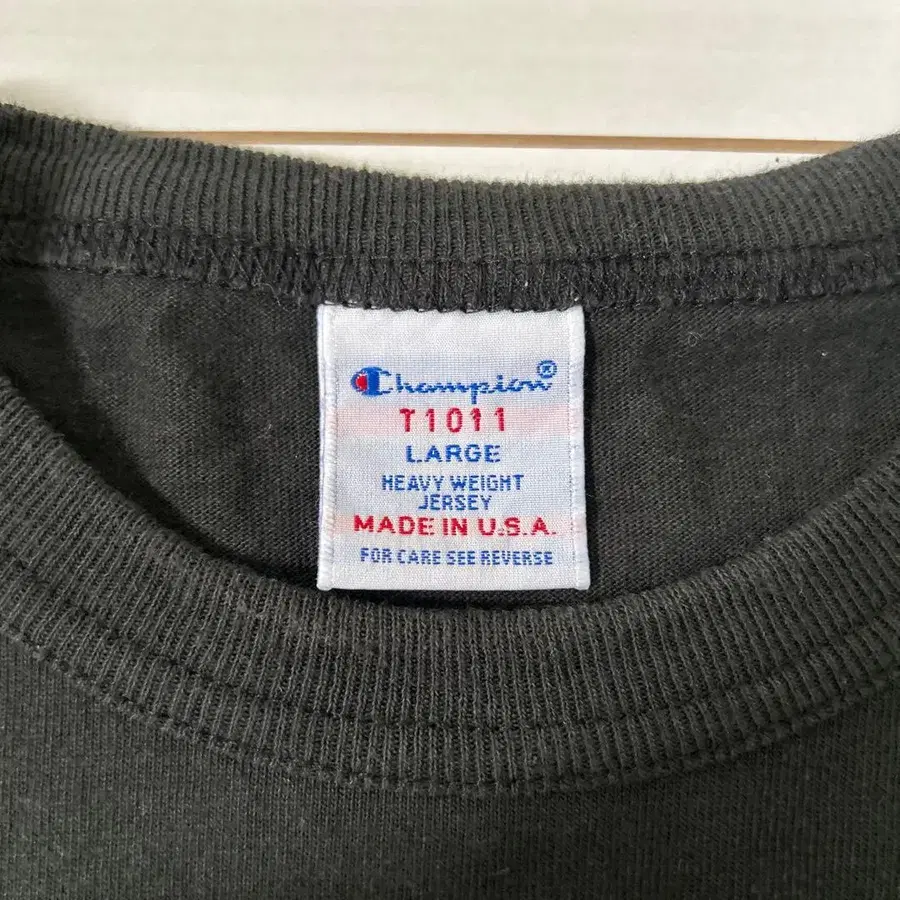 Champion®
T1011
LARGE
HEAVY WEIGHT
JERSEY
MADE IN U.S.A.
FOR CARE SEE REVERSE